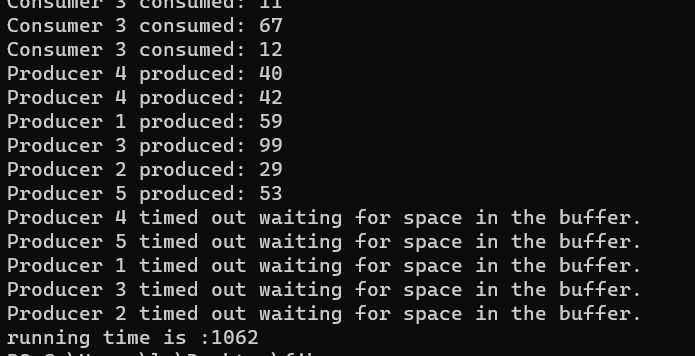 Consumer 3 consumed: 11
Consumer 3 consumed: 67
Consumer 3 consumed: 12
Producer 4 produced: 40
Producer 4 produced: 42
Producer 1 produced: 59
Producer 3 produced: 99
Producer 2 produced: 29
Producer 5 produced: 53
Producer 4 timed out waiting for space in the buffer.
Producer 5 timed out waiting for space in the buffer.
Producer 1 timed out waiting for space in the buffer.
Producer 3 timed out waiting for space in the buffer.
Producer 2 timed out waiting for space in the buffer.
running time is :1062